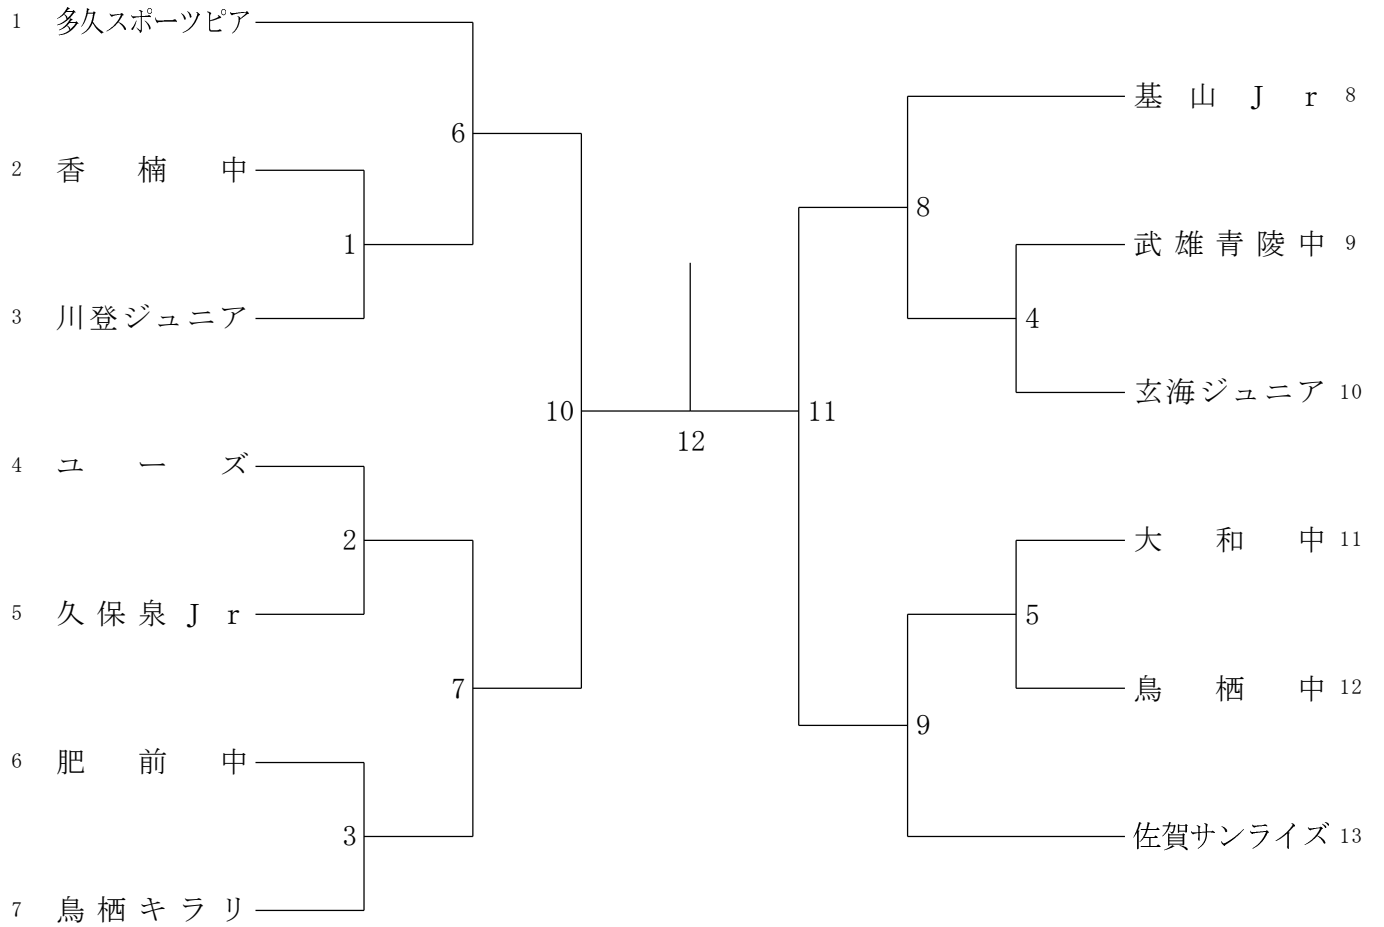 1 多久スポーツピア
基山Jr 8
6
2 香楠中
8
1
武雄青陵中 9
3 川登ジュニア
4
玄海ジュニア 10
10
11
12
4 ユーズ
2
大和中 11
5 久保泉Jr
5
7
鳥栖中 12
9
6 肥前中
3
佐賀サンライズ 13
7 鳥栖キラリ